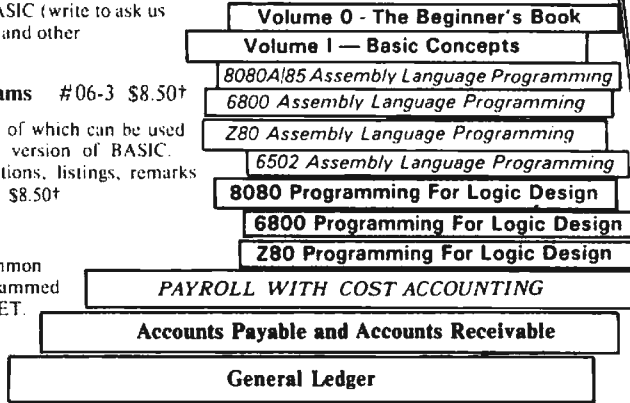 ASIC (write to ask us
and other
ams #06-3 $8.50†
of which can be used
version of BASIC.
tions, listings, remarks
$8.50†
mmon
ammed
ET.
Volume 0 - The Beginner's Book
Volume I — Basic Concepts
8080A/85 Assembly Language Programming
6800 Assembly Language Programming
Z80 Assembly Language Programming
6502 Assembly Language Programming
8080 Programming For Logic Design
6800 Programming For Logic Design
Z80 Programming For Logic Design
PAYROLL WITH COST ACCOUNTING
Accounts Payable and Accounts Receivable
General Ledger